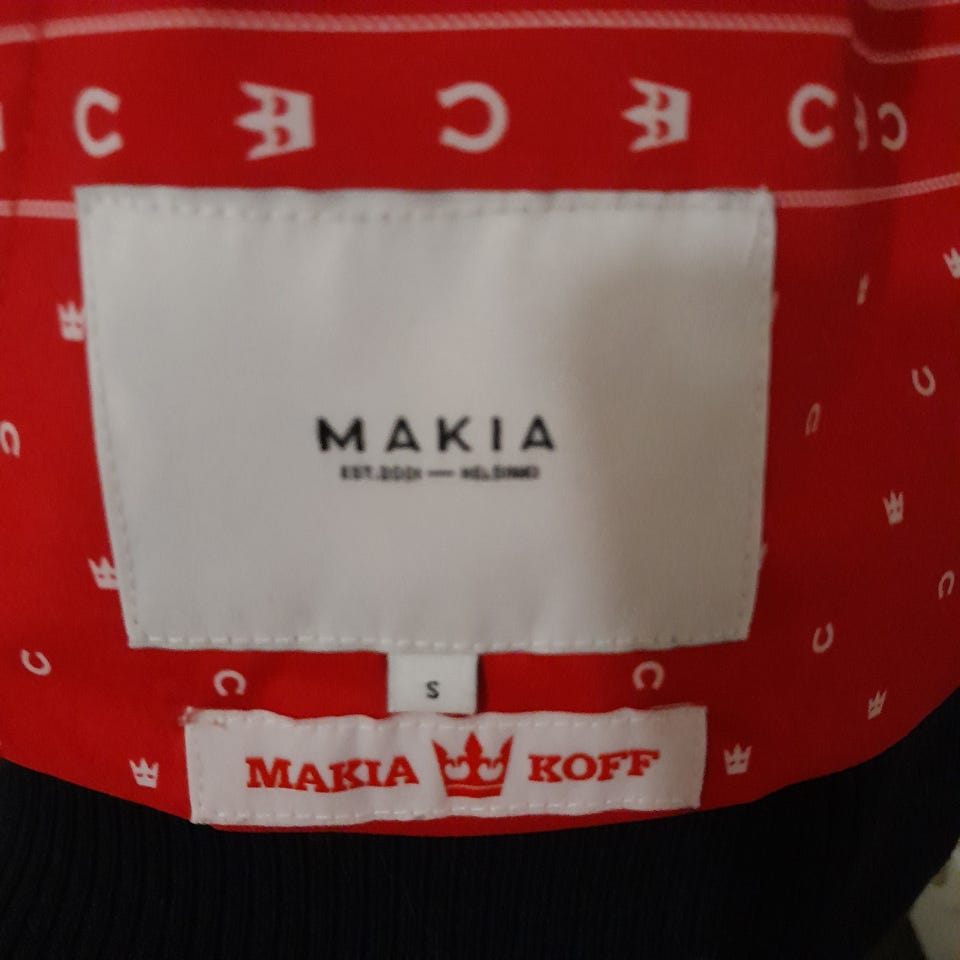 MAKIA
EST. 2001 — HELSINKI
S
MAKIA KOFF